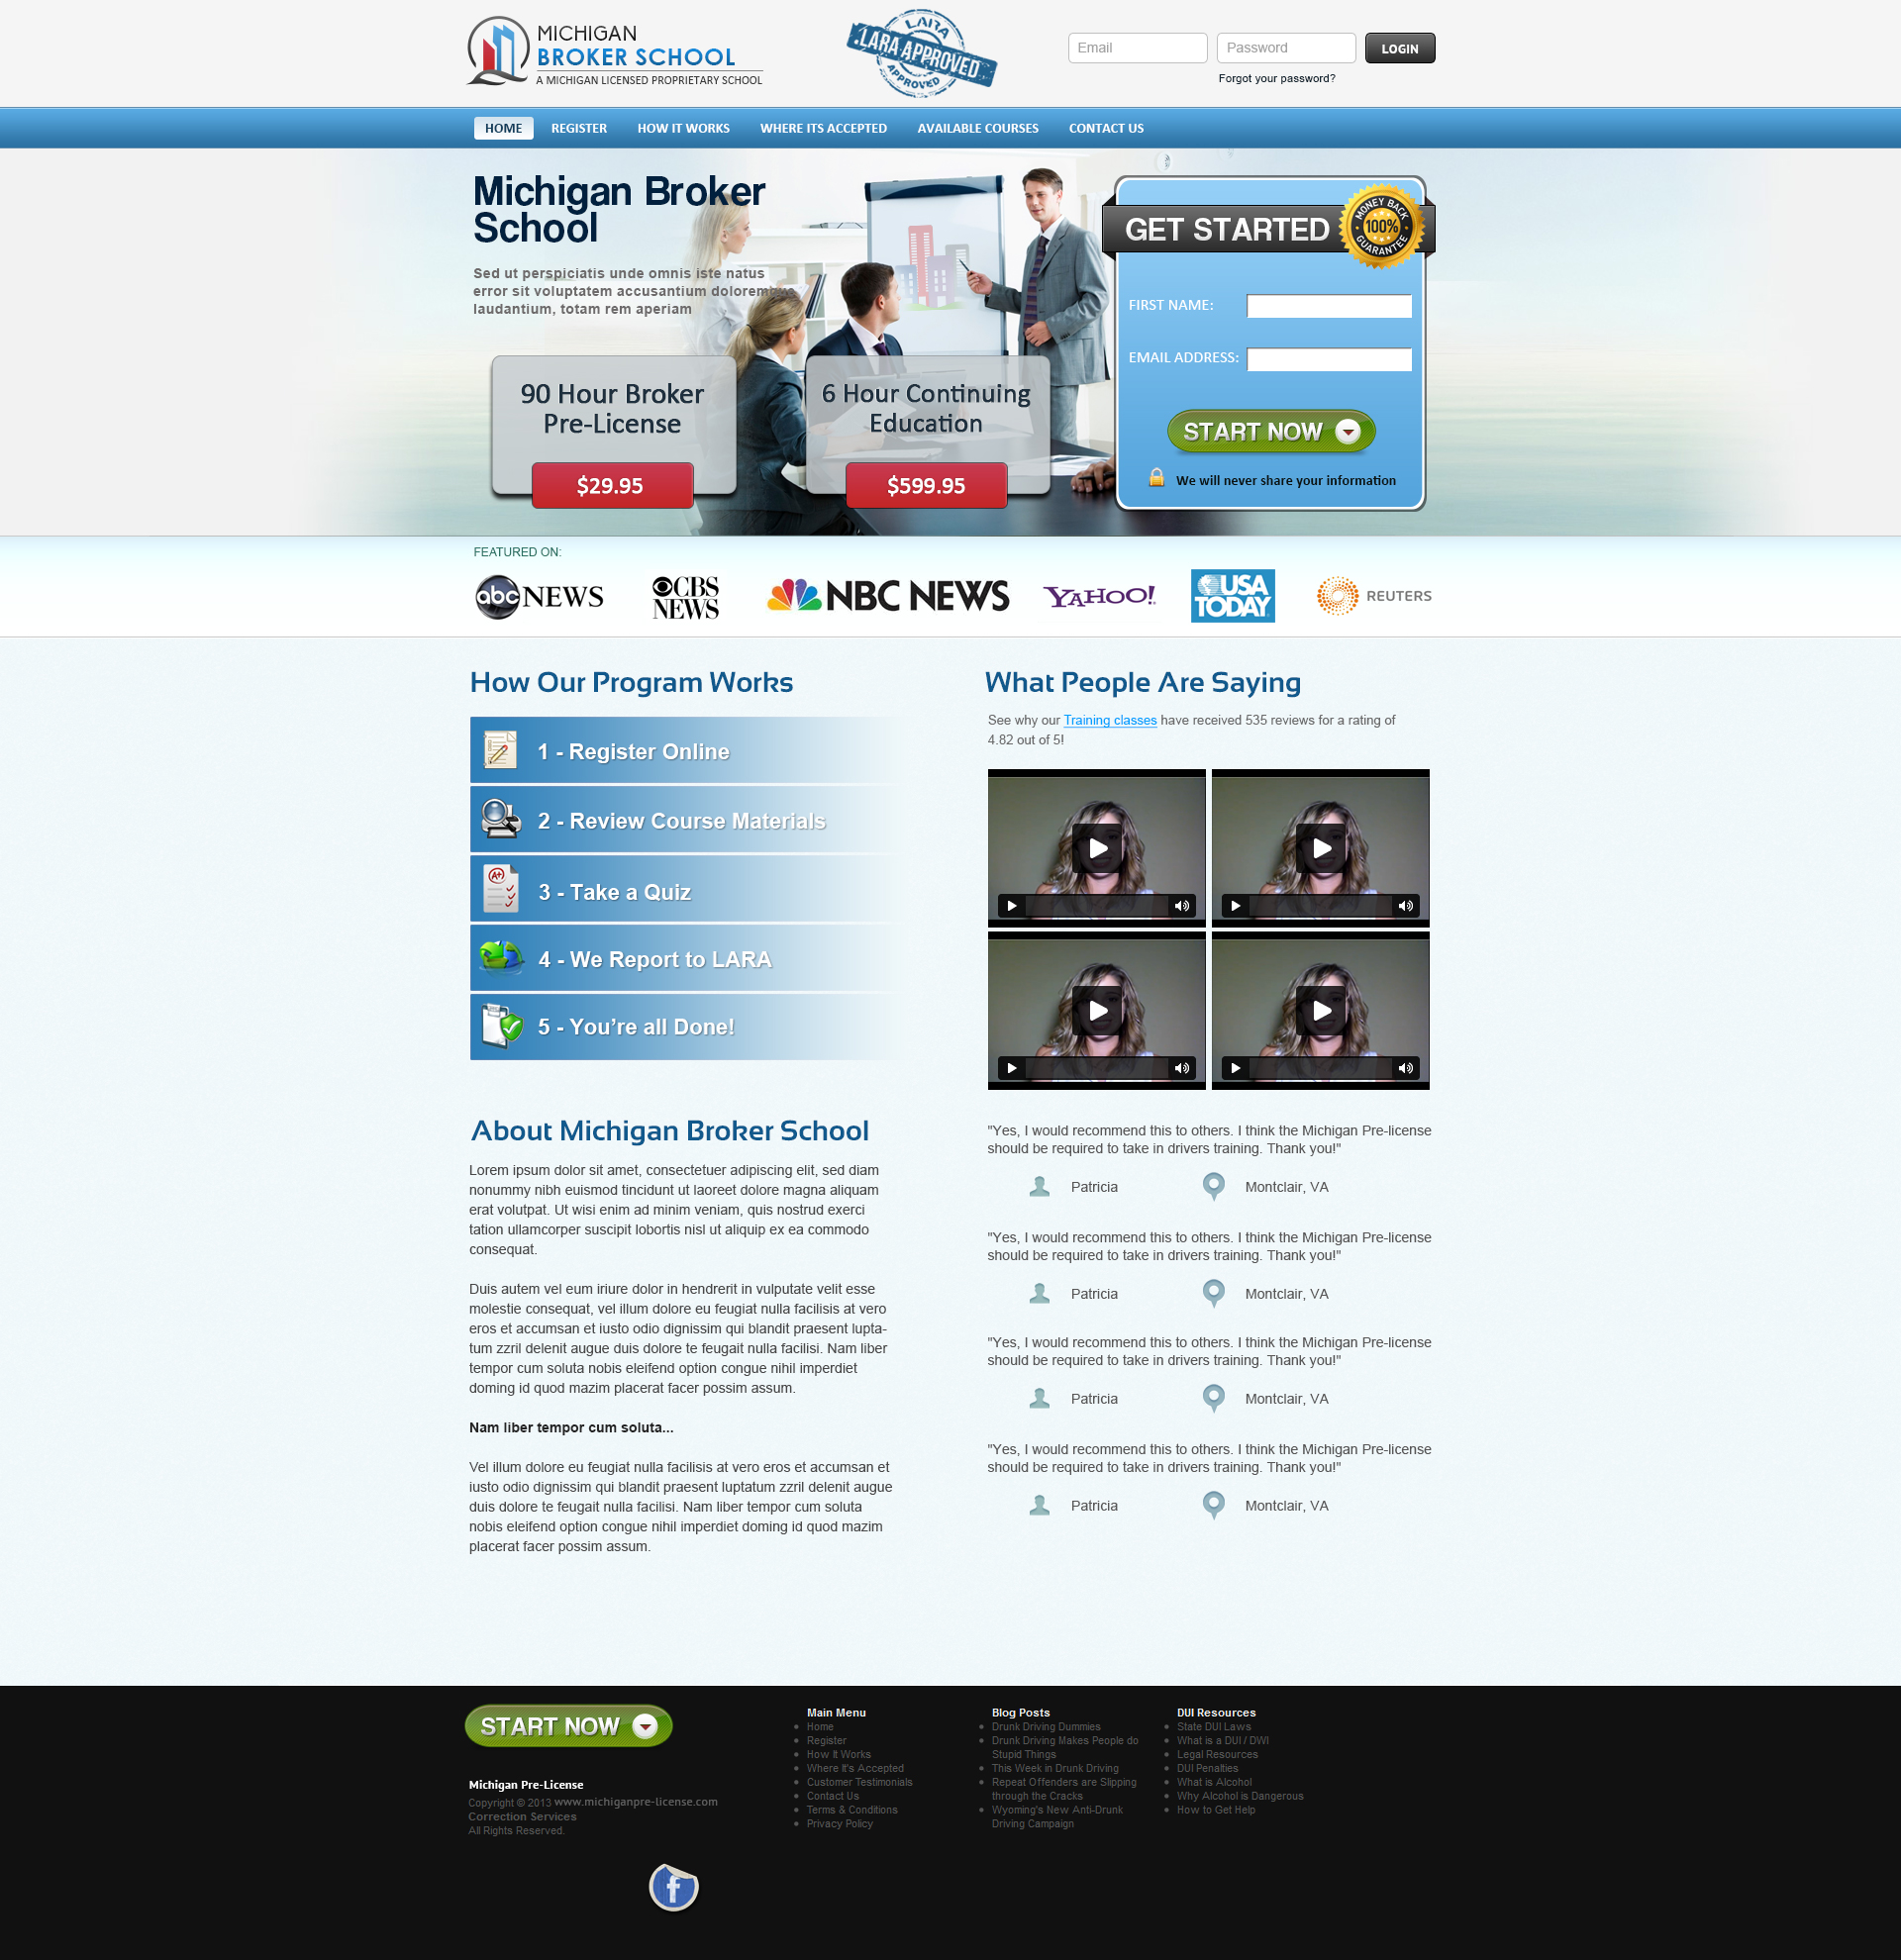 MICHIGAN
BROKER SCHOOL
A MICHIGAN LICENSED PROPRIETARY SCHOOL
LARA
LARA APPROVED
APPROVED
Email
Password
LOGIN
Forgot your password?
HOME
REGISTER
HOW IT WORKS
WHERE ITS ACCEPTED
AVAILABLE COURSES
CONTACT US
Michigan Broker
School
Sed ut perspiciatis unde omnis iste natus
error sit voluptatem accusantium doloremque
laudantium, totam rem aperiam
90 Hour Broker
Pre-License
$29.95
6 Hour Continuing
Education
$599.95
GET STARTED
MONEY BACK
100%
GUARANTEE
FIRST NAME:
EMAIL ADDRESS:
START NOW
We will never share your information
FEATURED ON:
abc NEWS
CBS
NEWS
NBC NEWS
YAHOO!
USA
TODAY
REUTERS
How Our Program Works
1 - Register Online
2 - Review Course Materials
A+
3 - Take a Quiz
4 - We Report to LARA
5 - You're all Done!
What People Are Saying
See why our Training classes have received 535 reviews for a rating of
4.82 out of 5!
About Michigan Broker School
Lorem ipsum dolor sit amet, consectetuer adipiscing elit, sed diam
nonummy nibh euismod tincidunt ut laoreet dolore magna aliquam
erat volutpat. Ut wisi enim ad minim veniam, quis nostrud exerci
tation ullamcorper suscipit lobortis nisl ut aliquip ex ea commodo
consequat.
Duis autem vel eum iriure dolor in hendrerit in vulputate velit esse
molestie consequat, vel illum dolore eu feugiat nulla facilisis at vero
eros et accumsan et iusto odio dignissim qui blandit praesent lupta-
tum zzril delenit augue duis dolore te feugait nulla facilisi. Nam liber
tempor cum soluta nobis eleifend option congue nihil imperdiet
doming id quod mazim placerat facer possim assum.
Nam liber tempor cum soluta...
Vel illum dolore eu feugiat nulla facilisis at vero eros et accumsan et
iusto odio dignissim qui blandit praesent luptatum zzril delenit augue
duis dolore te feugait nulla facilisi. Nam liber tempor cum soluta
nobis eleifend option congue nihil imperdiet doming id quod mazim
placerat facer possim assum.
"Yes, I would recommend this to others. I think the Michigan Pre-license
should be required to take in drivers training. Thank you!"
Patricia
Montclair, VA
"Yes, I would recommend this to others. I think the Michigan Pre-license
should be required to take in drivers training. Thank you!"
Patricia
Montclair, VA
"Yes, I would recommend this to others. I think the Michigan Pre-license
should be required to take in drivers training. Thank you!"
Patricia
Montclair, VA
"Yes, I would recommend this to others. I think the Michigan Pre-license
should be required to take in drivers training. Thank you!"
Patricia
Montclair, VA
START NOW
Michigan Pre-License
Copyright © 2013 www.michiganpre-license.com
Correction Services
All Rights Reserved.
f
Main Menu
Home
Register
How It Works
Where It's Accepted
Customer Testimonials
Contact Us
Terms & Conditions
Privacy Policy
Blog Posts
Drunk Driving Dummies
Drunk Driving Makes People do
Stupid Things
This Week in Drunk Driving
Repeat Offenders are Slipping
through the Cracks
Wyoming's New Anti-Drunk
Driving Campaign
DUI Resources
State DUI Laws
What is a DUI / DWI
Legal Resources
DUI Penalties
What is Alcohol
Why Alcohol is Dangerous
How to Get Help